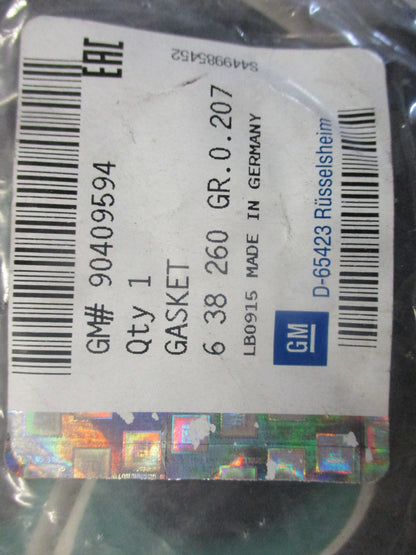 EAC
S449985452
GM# 90409594
Qty 1
GASKET
6 38 260 GR.0.207
LB0915 MADE IN GERMANY
GM
D-65423 Rüsselsheim